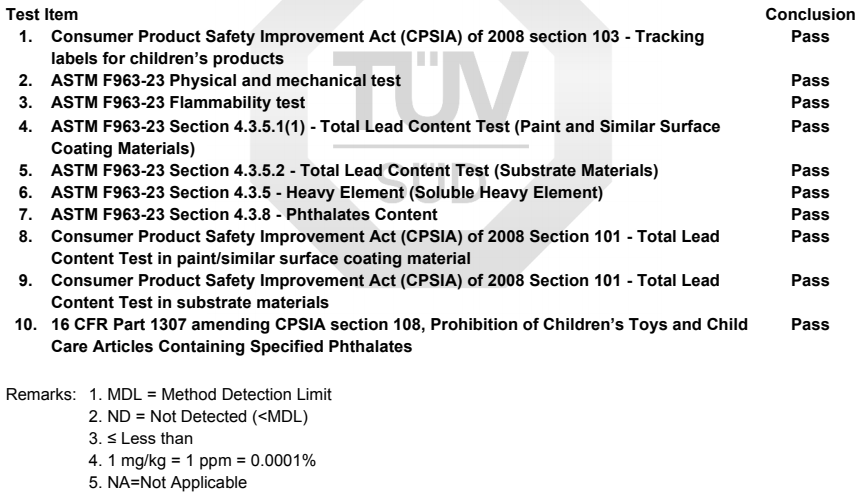 Test Item Conclusion
1. Consumer Product Safety Improvement Act (CPSIA) of 2008 section 103 - Tracking Pass
labels for children's products
2. ASTM F963-23 Physical and mechanical test Pass
3. ASTM F963-23 Flammability test Pass
4. ASTM F963-23 Section 4.3.5.1(1) - Total Lead Content Test (Paint and Similar Surface Pass
Coating Materials)
5. ASTM F963-23 Section 4.3.5.2 - Total Lead Content Test (Substrate Materials) Pass
6. ASTM F963-23 Section 4.3.5 - Heavy Element (Soluble Heavy Element) Pass
7. ASTM F963-23 Section 4.3.8 - Phthalates Content Pass
8. Consumer Product Safety Improvement Act (CPSIA) of 2008 Section 101 - Total Lead Pass
Content Test in paint/similar surface coating material
9. Consumer Product Safety Improvement Act (CPSIA) of 2008 Section 101 - Total Lead Pass
Content Test in substrate materials
10. 16 CFR Part 1307 amending CPSIA section 108, Prohibition of Children's Toys and Child Pass
Care Articles Containing Specified Phthalates
Remarks: 1. MDL = Method Detection Limit
2. ND = Not Detected (<MDL)
3. ≤ Less than
4. 1 mg/kg = 1 ppm = 0.0001%
5. NA=Not Applicable
TÜV
SÜD